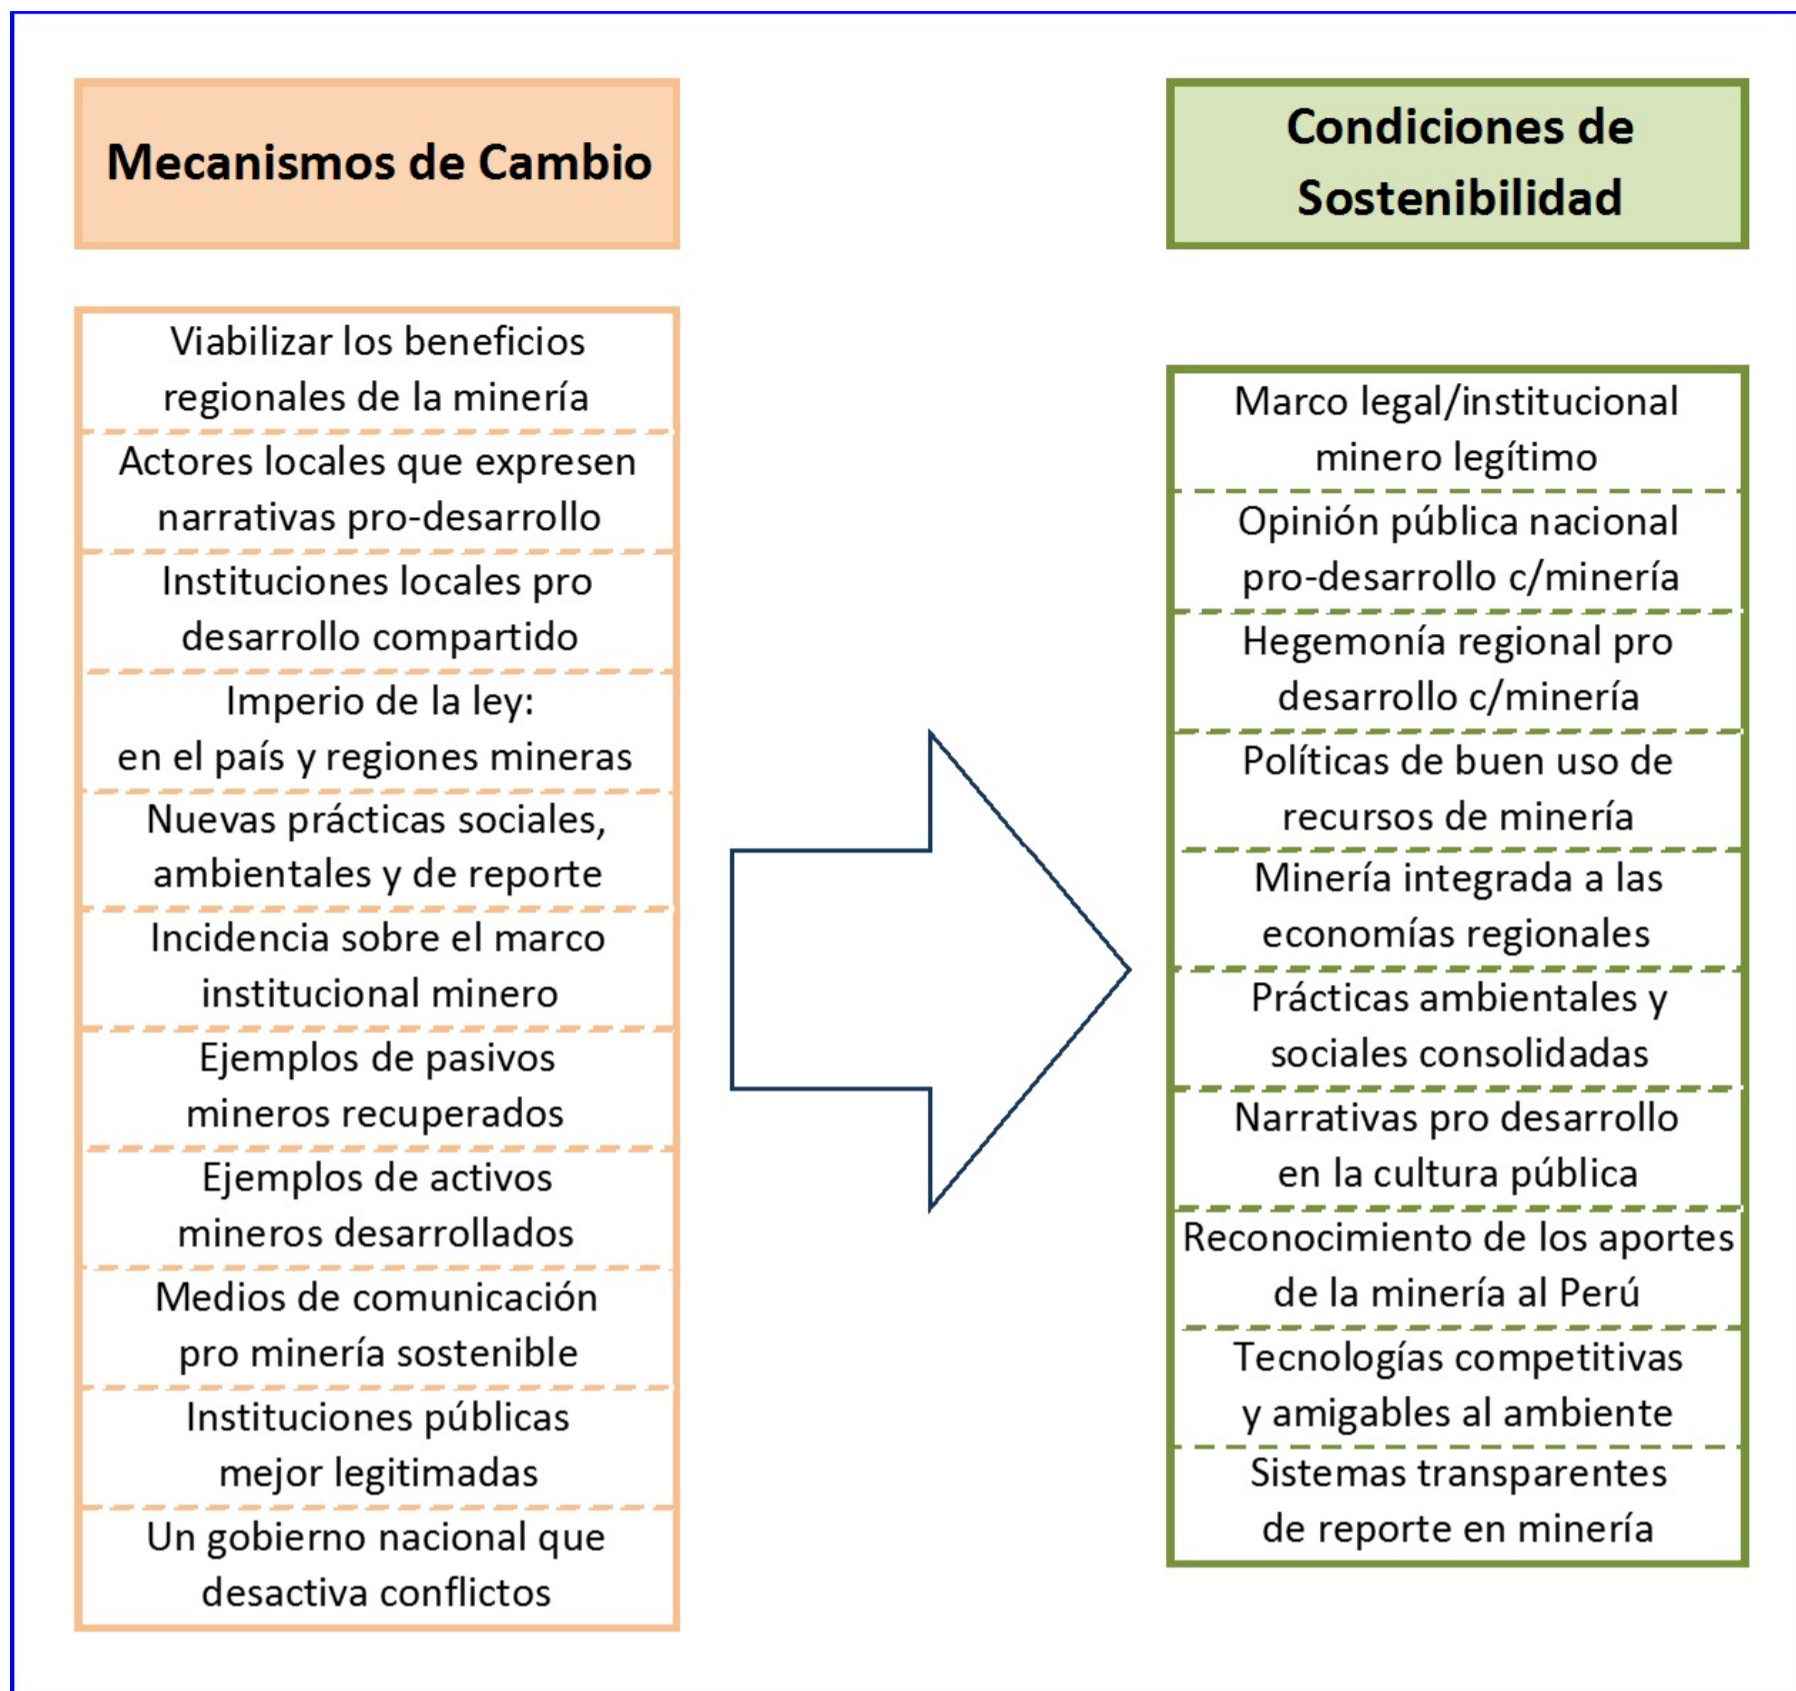 Mecanismos de Cambio
Viabilizar los beneficios
regionales de la minería
Actores locales que expresen
narrativas pro-desarrollo
Instituciones locales pro
desarrollo compartido
Imperio de la ley:
en el país y regiones mineras
Nuevas prácticas sociales,
ambientales y de reporte
Incidencia sobre el marco
institucional minero
Ejemplos de pasivos
mineros recuperados
Ejemplos de activos
mineros desarrollados
Medios de comunicación
pro minería sostenible
Instituciones públicas
mejor legitimadas
Un gobierno nacional que
desactiva conflictos
Condiciones de
Sostenibilidad
Marco legal/institucional
minero legítimo
Opinión pública nacional
pro-desarrollo c/minería
Hegemonía regional pro
desarrollo c/minería
Políticas de buen uso de
recursos de minería
Minería integrada a las
economías regionales
Prácticas ambientales y
sociales consolidadas
Narrativas pro desarrollo
en la cultura pública
Reconocimiento de los aportes
de la minería al Perú
Tecnologías competitivas
y amigables al ambiente
Sistemas transparentes
de reporte en minería